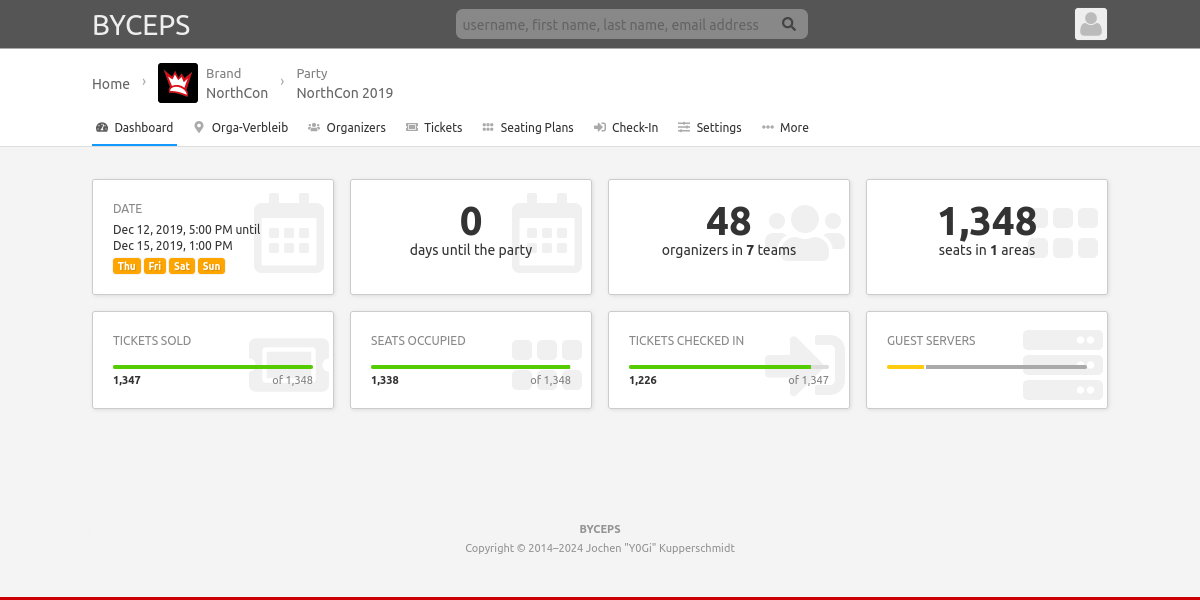 BYCEPS
username, first name, last name, email address
Home › Brand NorthCon › Party NorthCon 2019
Dashboard Orga-Verbleib Organizers Tickets Seating Plans Check-In Settings More
DATE
Dec 12, 2019, 5:00 PM until
Dec 15, 2019, 1:00 PM
Thu Fri Sat Sun
0
days until the party
48
organizers in 7 teams
1,348
seats in 1 areas
TICKETS SOLD
1,347 of 1,348
SEATS OCCUPIED
1,338 of 1,348
TICKETS CHECKED IN
1,226 of 1,347
GUEST SERVERS
BYCEPS
Copyright © 2014–2024 Jochen "Y0Gi" Kupperschmidt